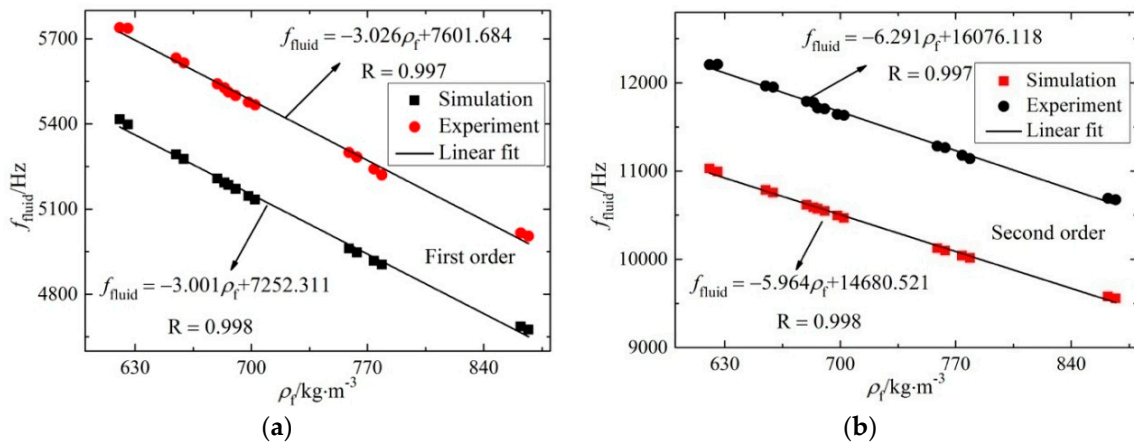 (a)
5700
5400
5100
4800
f_fluid/Hz
f_fluid = −3.026ρ_f+7601.684
R = 0.997
Simulation
Experiment
Linear fit
First order
f_fluid = −3.001ρ_f+7252.311
R = 0.998
630 700 770 840
ρ_f/kg·m⁻³
(a)
(b)
12000
11000
10000
9000
f_fluid/Hz
f_fluid = −6.291ρ_f+16076.118
R = 0.997
Simulation
Experiment
Linear fit
Second order
f_fluid = −5.964ρ_f+14680.521
R = 0.998
630 700 770 840
ρ_f/kg·m⁻³
(b)